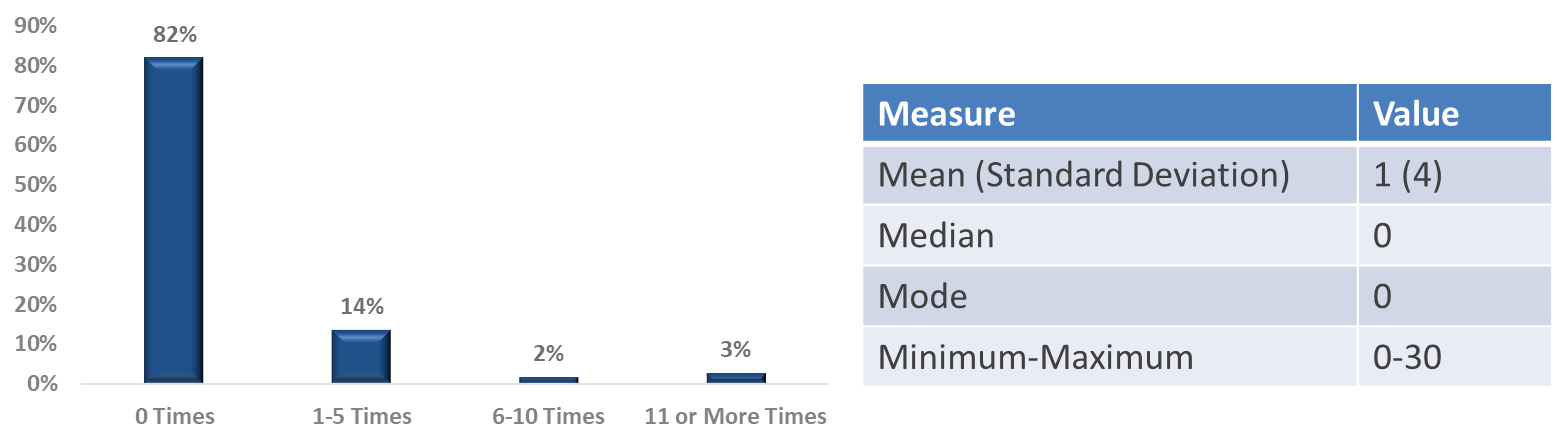 90%
80%
70%
60%
50%
40%
30%
20%
10%
0%
82%
14%
2%
3%
0 Times
1-5 Times
6-10 Times
11 or More Times
Measure Value
Mean (Standard Deviation) 1 (4)
Median 0
Mode 0
Minimum-Maximum 0-30